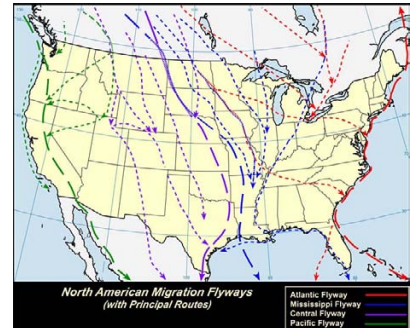 North American Migration Flyways
(with Principal Routes)
Atlantic Flyway
Mississippi Flyway
Central Flyway
Pacific Flyway